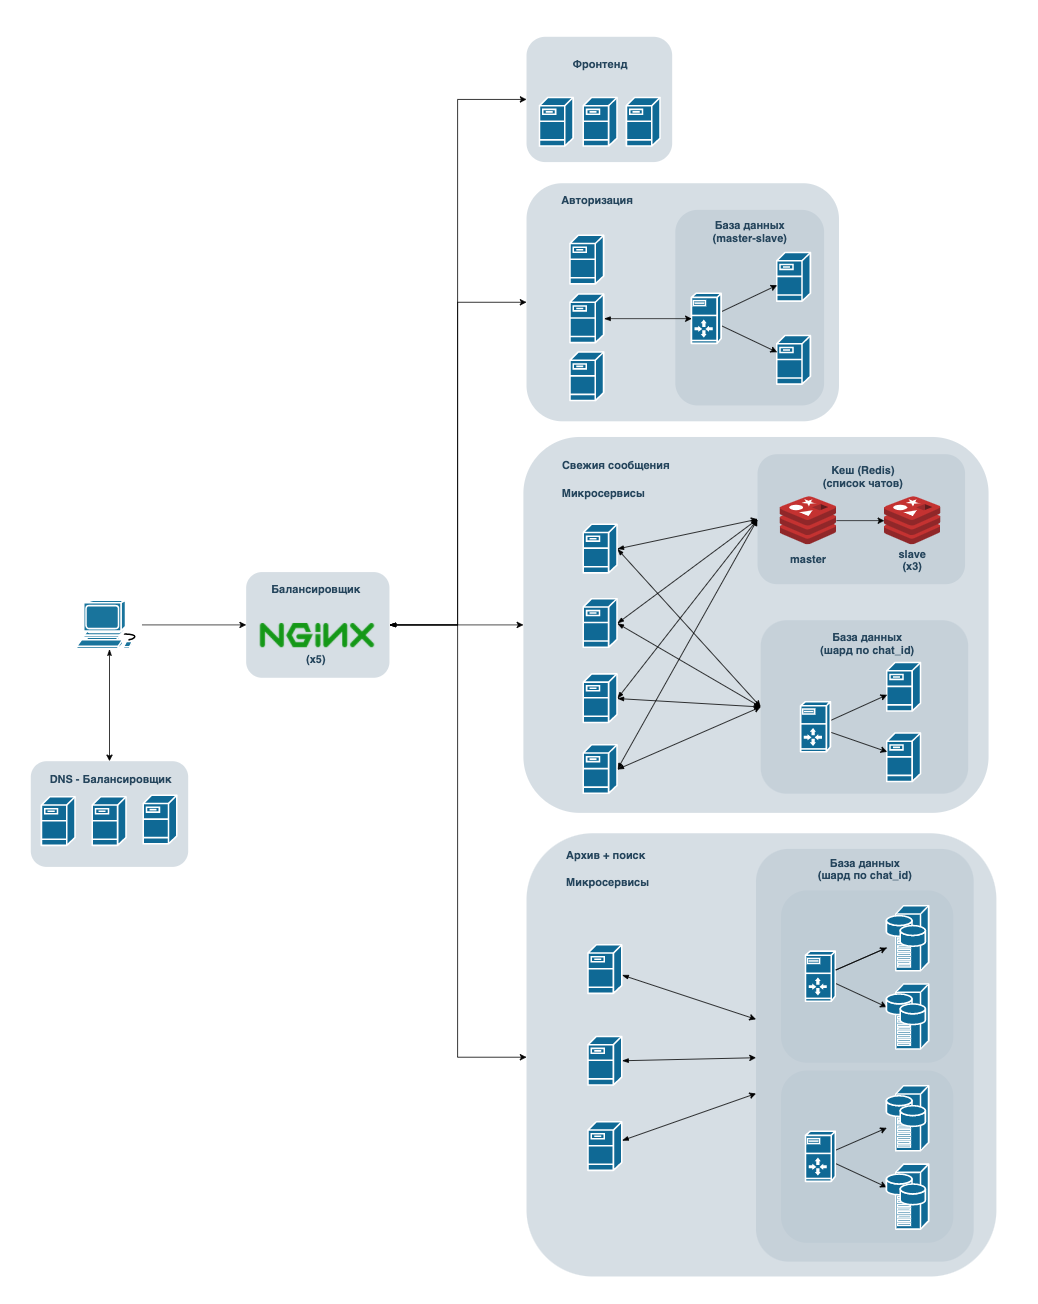 Фронтенд
Авторизация
База данных
(master-slave)
Свежия сообщения
Микросервисы
Кеш (Redis)
(список чатов)
master
slave
(x3)
База данных
(шард по chat_id)
Балансировщик
NGiNX
(x5)
DNS - Балансировщик
Архив + поиск
Микросервисы
База данных
(шард по chat_id)